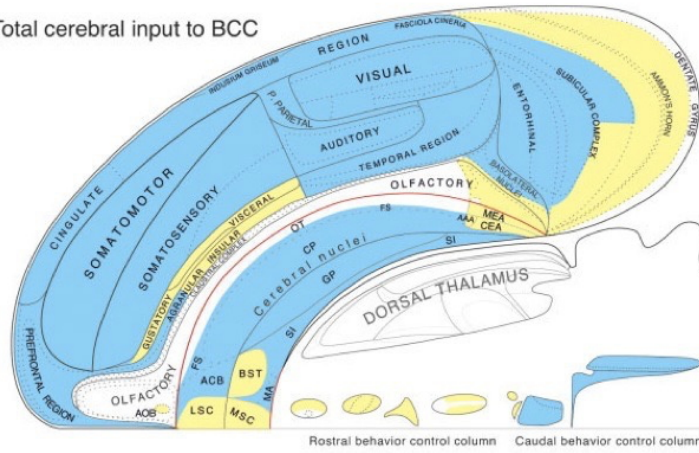 Total cerebral input to BCC
FASCIOLA CINEREA
REGION
INDUSIUM GRISEUM
VISUAL
P. PARIETAL
AUDITORY
TEMPORAL REGION
ENTORHINAL
SUBICULAR COMPLEX
AMMON'S HORN
DENTATE GYRUS
CINGULATE
SOMATOMOTOR
SOMATOSENSORY
VISCERAL
GUSTATORY
AGRANULAR INSULAR
CLAUSTRAL COMPLEX
OLFACTORY
BASOLATERAL
NUCLEI
MEA
CEA
AAA
FS
OT
CP
Cerebral nuclei
GP
SI
SI
DORSAL THALAMUS
PREFRONTAL REGION
OLFACTORY
AOB
FS
ACB
BST
MA
LSC
MSC
Rostral behavior control column
Caudal behavior control column